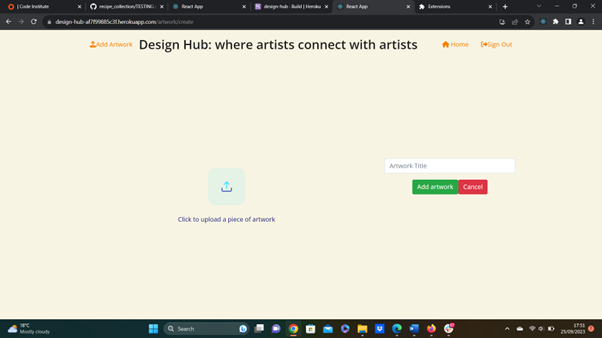 Code Institute
recipe_collection/TESTING.
React App
design-hub · Build | Heroku
React App
Extensions
design-hub-af7f99885c3f.herokuapp.com/artwork/create
Add Artwork
Design Hub: where artists connect with artists
Home
Sign Out
Artwork Title
Add artwork
Cancel
Click to upload a piece of artwork
18°C
Mostly cloudy
Search
17:51
25/09/2023